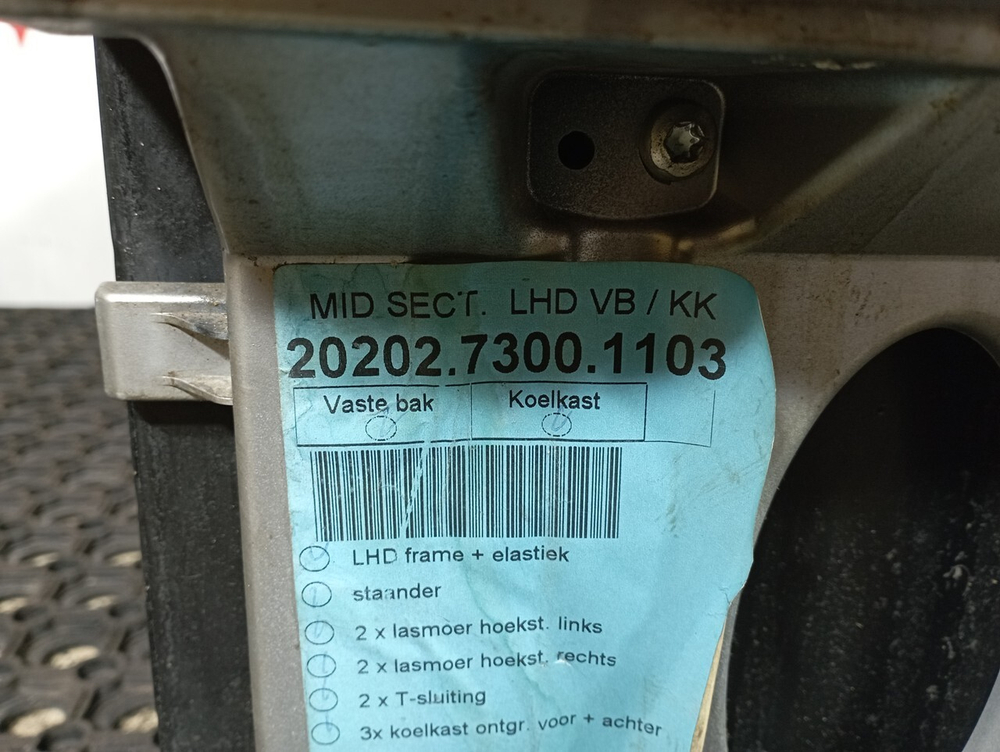 MID SECT. LHD VB / KK
20202.7300.1103
Vaste bak Koelkast
LHD frame + elastiek
staander
2 x lasmoer hoekst. links
2 x lasmoer hoekst. rechts
2 x T-sluiting
3x koelkast ontgr. voor + achter